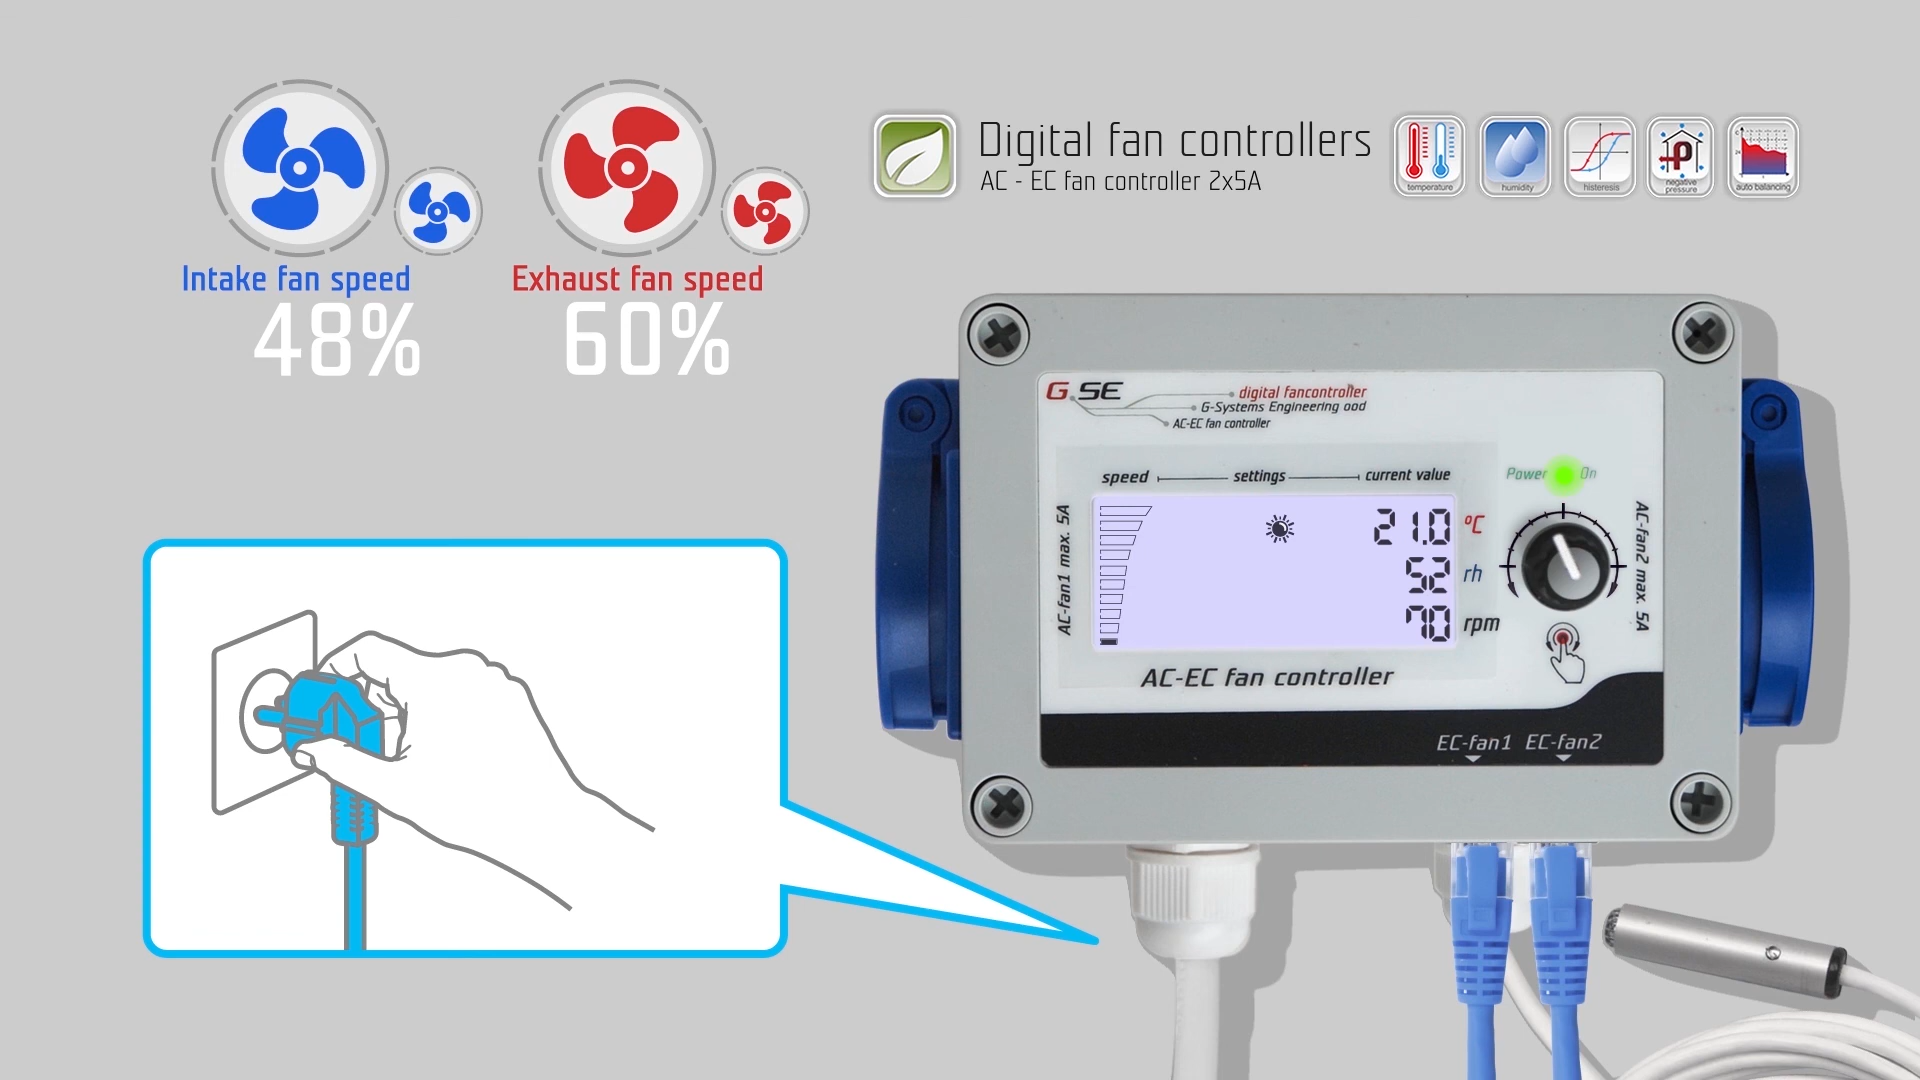 Intake fan speed
48%
Exhaust fan speed
60%
Digital fan controllers
AC - EC fan controller 2x5A
temperature
humidity
histeresis
P
negative
pressure
auto balancing
G.SE
digital fancontroller
G-Systems Engineering ood
AC-EC fan controller
speed
settings
current value
Power On
AC-fan1 max. 5A
21.0 °C
52 rh
70 rpm
AC-fan2 max. 5A
AC-EC fan controller
EC-fan1 EC-fan2